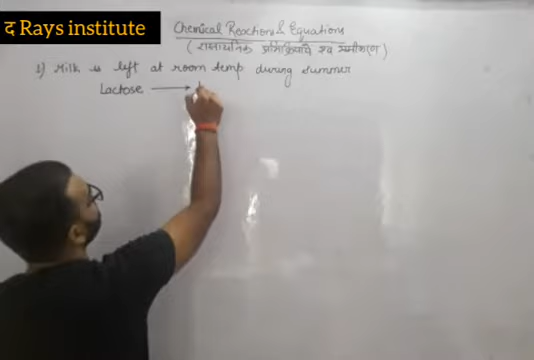 द Rays institute
Chemical Reactions & Equations
(रासायनिक अभिक्रियाएँ एवं समीकरण)
1) Milk is left at room temp during summer
Lactose →